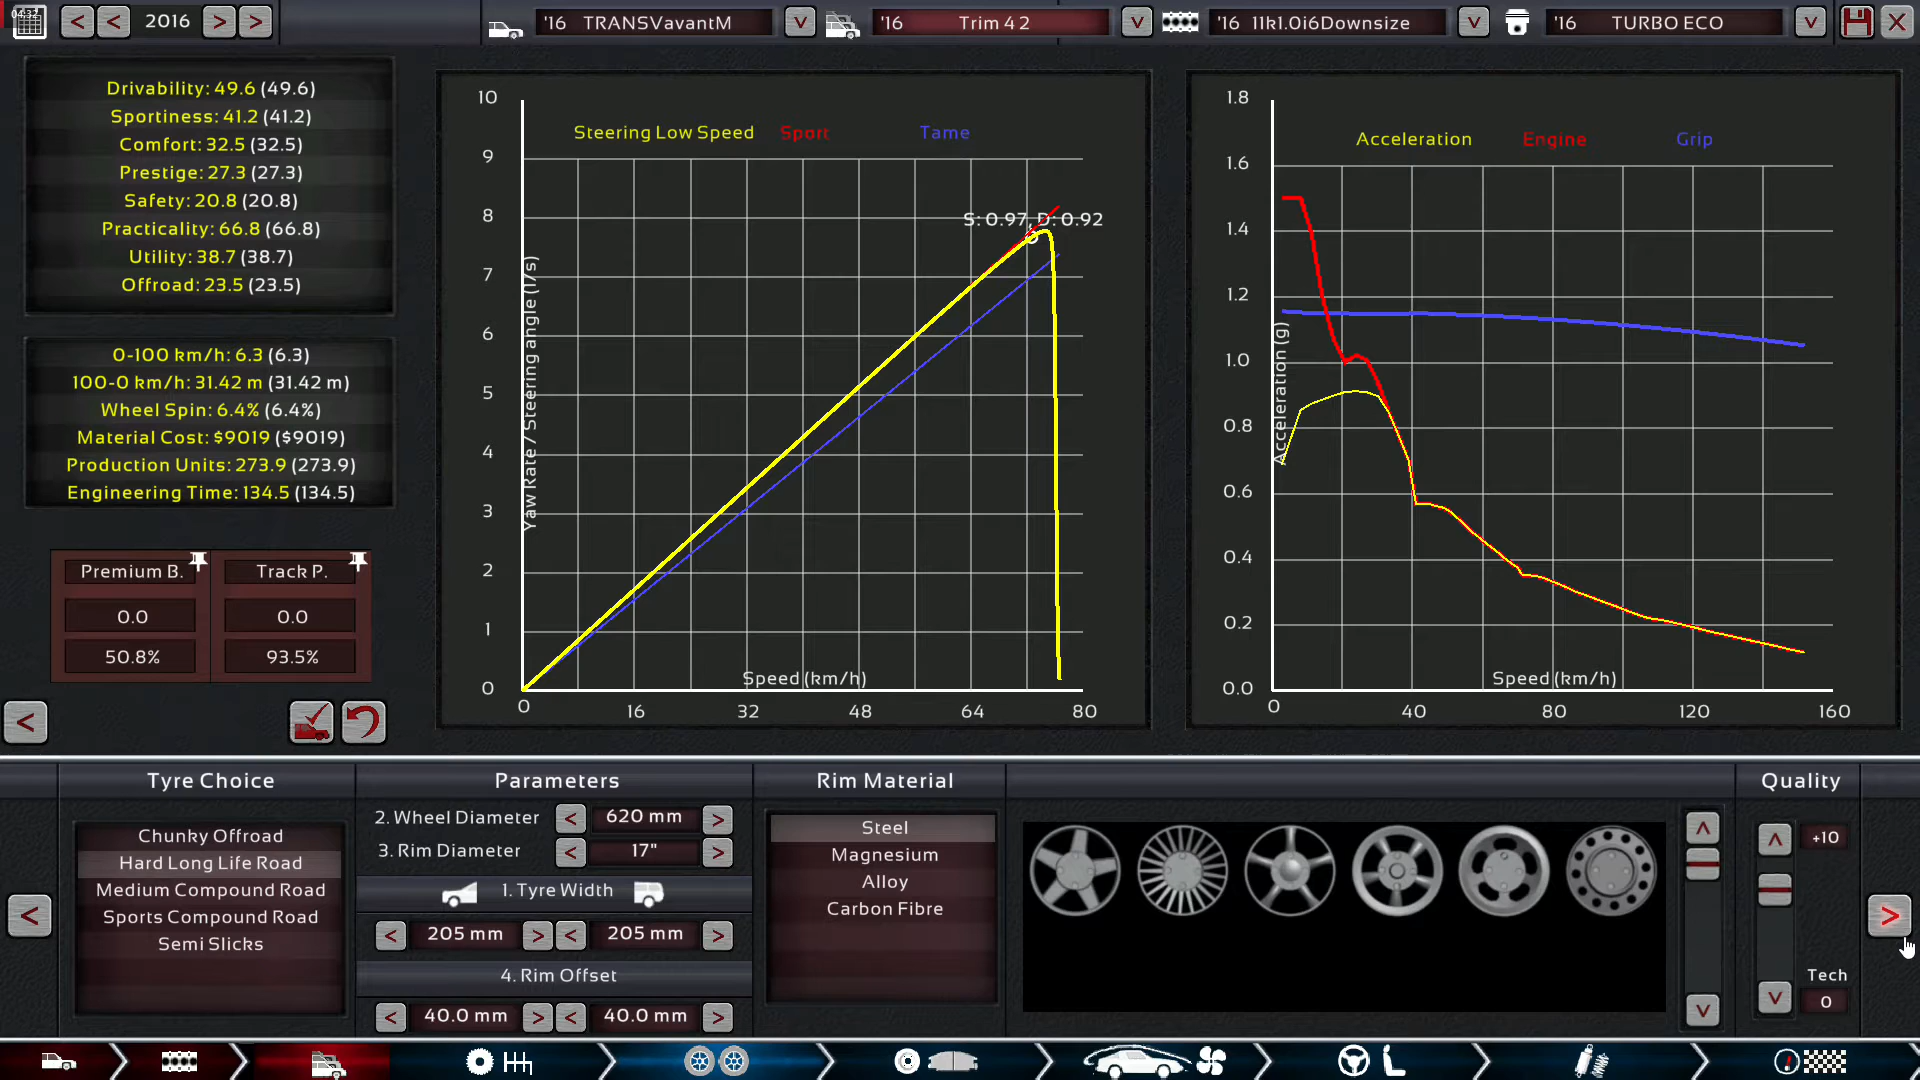 04:32
2016
'16 TRANSVavantM
'16 Trim 4 2
'16 11k1.0i6Downsize
'16 TURBO ECO
Drivability: 49.6 (49.6)
Sportiness: 41.2 (41.2)
Comfort: 32.5 (32.5)
Prestige: 27.3 (27.3)
Safety: 20.8 (20.8)
Practicality: 66.8 (66.8)
Utility: 38.7 (38.7)
Offroad: 23.5 (23.5)
0-100 km/h: 6.3 (6.3)
100-0 km/h: 31.42 m (31.42 m)
Wheel Spin: 6.4% (6.4%)
Material Cost: $9019 ($9019)
Production Units: 273.9 (273.9)
Engineering Time: 134.5 (134.5)
Premium B. Track P.
0.0 0.0
50.8% 93.5%
Steering Low Speed Sport Tame
S: 0.97, D: 0.92
Yaw Rate / Steering angle (1/s)
10
9
8
7
6
5
4
3
2
1
0
Speed (km/h)
0 16 32 48 64 80
Acceleration Engine Grip
Acceleration (g)
1.8
1.6
1.4
1.2
1.0
0.8
0.6
0.4
0.2
0.0
Speed (km/h)
0 40 80 120 160
Tyre Choice
Chunky Offroad
Hard Long Life Road
Medium Compound Road
Sports Compound Road
Semi Slicks
Parameters
2. Wheel Diameter 620 mm
3. Rim Diameter 17"
1. Tyre Width
205 mm 205 mm
4. Rim Offset
40.0 mm 40.0 mm
Rim Material
Steel
Magnesium
Alloy
Carbon Fibre
Quality
+10
Tech
0